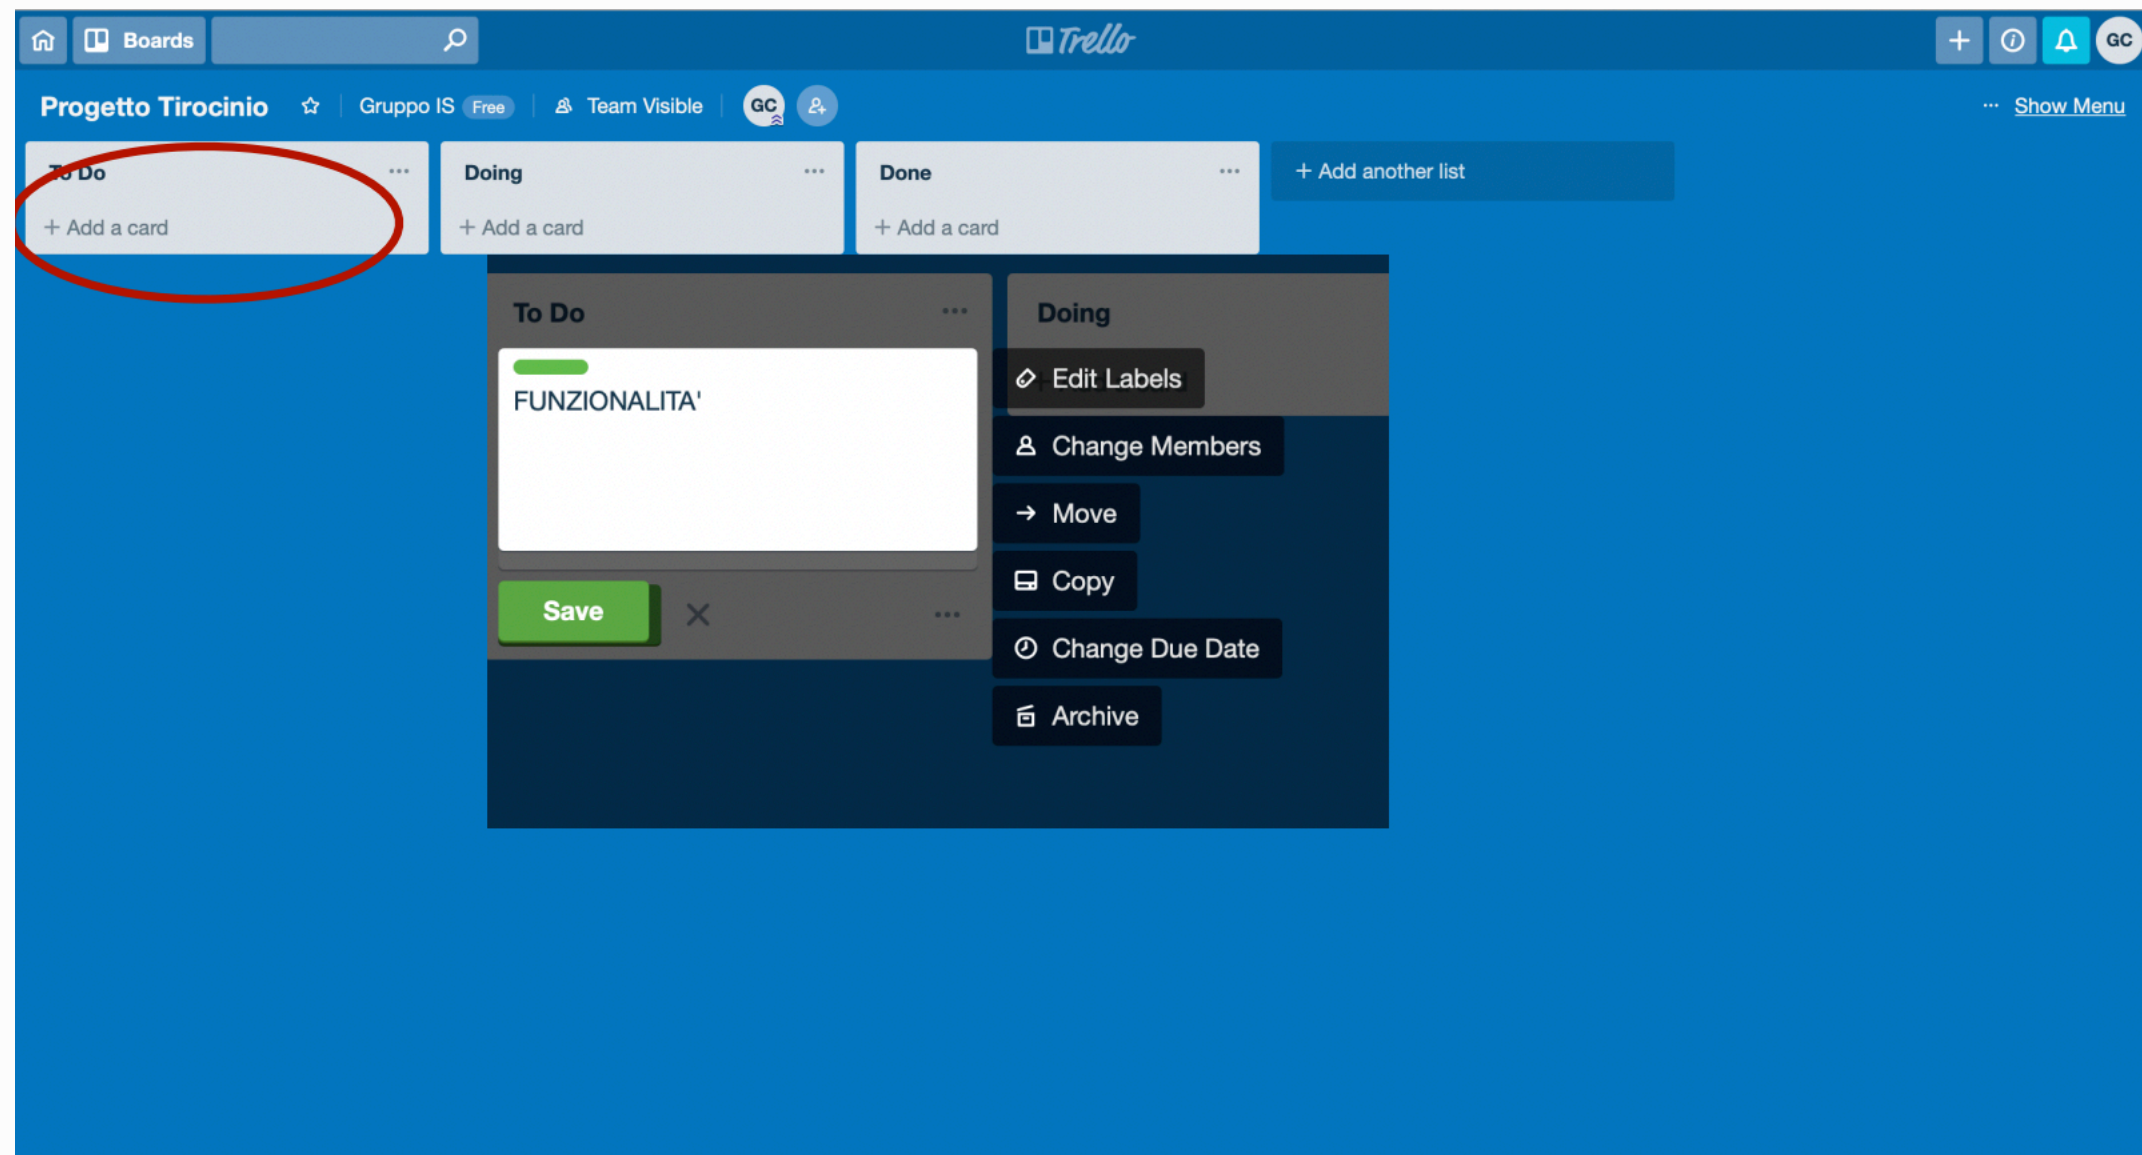 Boards
Trello
GC
Progetto Tirocinio
Gruppo IS Free
Team Visible
GC
... Show Menu
To Do
+ Add a card
Doing
+ Add a card
Done
+ Add a card
+ Add another list
To Do
FUNZIONALITA'
Save
Doing
Edit Labels
Change Members
Move
Copy
Change Due Date
Archive